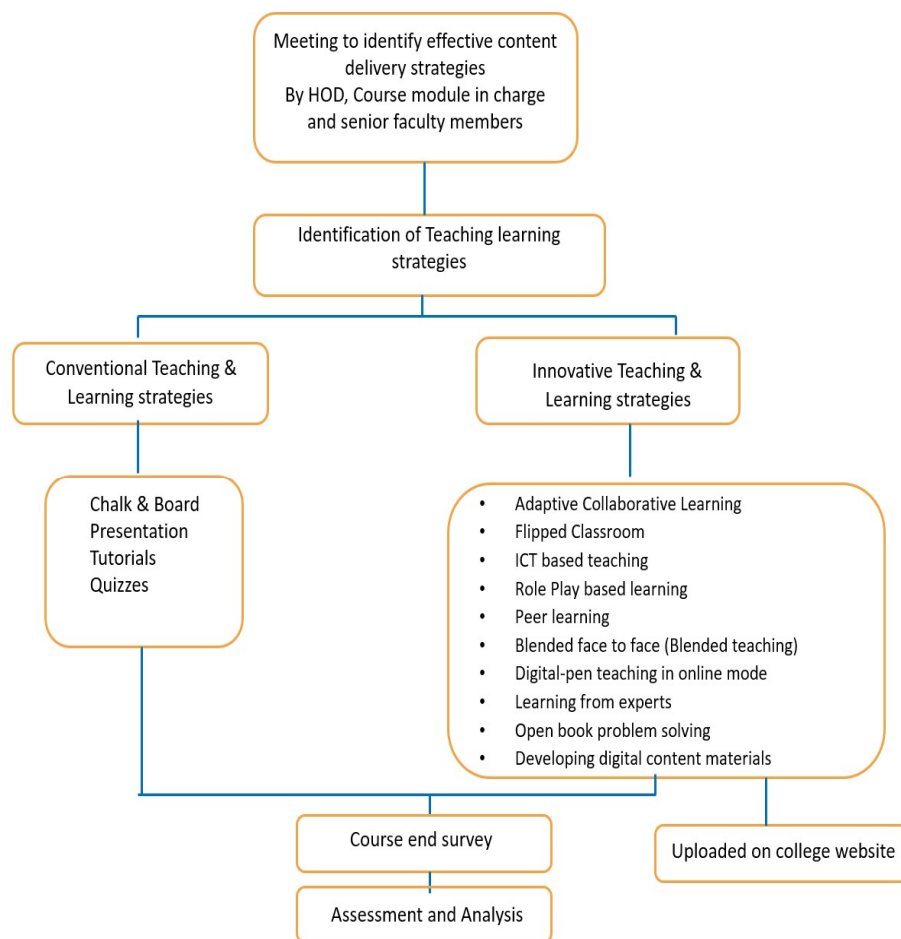 Meeting to identify effective content
delivery strategies
By HOD, Course module in charge
and senior faculty members
Identification of Teaching learning
strategies
Conventional Teaching &
Learning strategies
Innovative Teaching &
Learning strategies
Chalk & Board
Presentation
Tutorials
Quizzes
• Adaptive Collaborative Learning
• Flipped Classroom
• ICT based teaching
• Role Play based learning
• Peer learning
• Blended face to face (Blended teaching)
• Digital-pen teaching in online mode
• Learning from experts
• Open book problem solving
• Developing digital content materials
Course end survey
Uploaded on college website
Assessment and Analysis